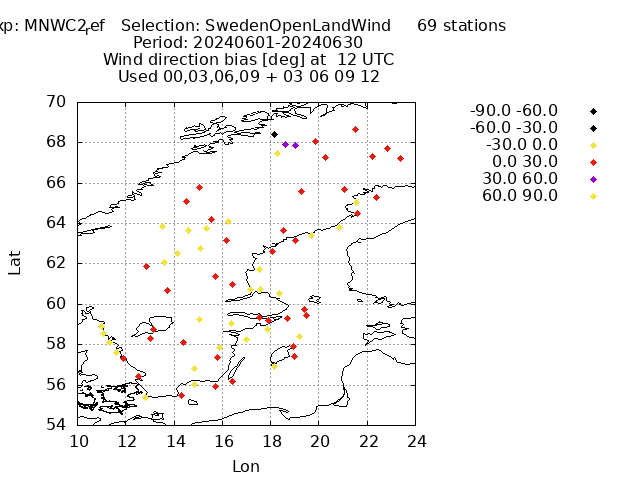 xp: MNWC2ref   Selection: SwedenOpenLandWind     69 stations
Period: 20240601-20240630
Wind direction bias [deg] at  12 UTC
Used 00,03,06,09 + 03 06 09 12
70
68
66
64
62
60
58
56
54
10 12 14 16 18 20 22 24
Lat
Lon
-90.0 -60.0
-60.0 -30.0
-30.0 0.0
0.0 30.0
30.0 60.0
60.0 90.0